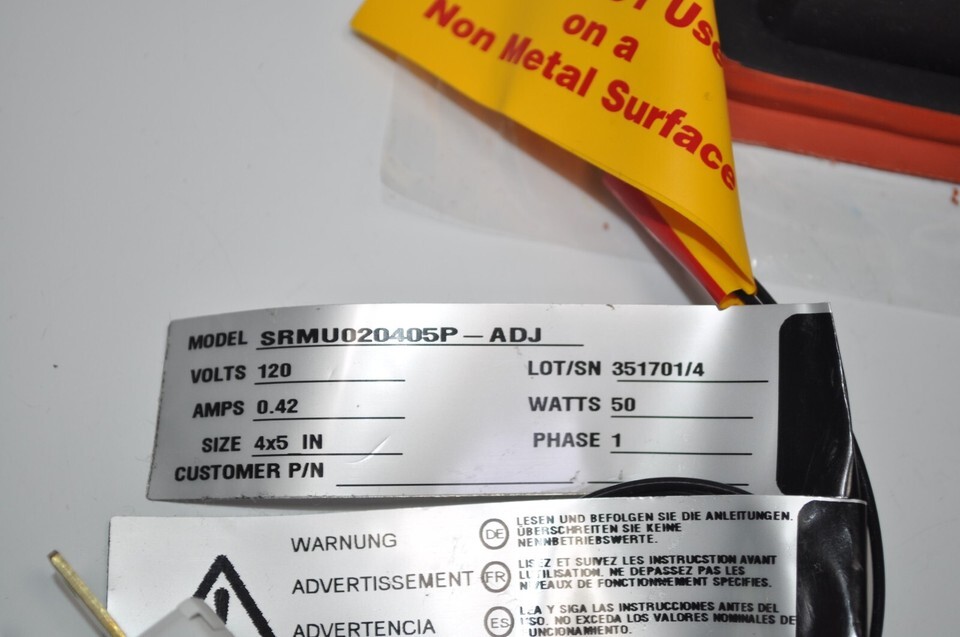 Use
on a
Non Metal Surface
MODEL SRMU020405P-ADJ
VOLTS 120
LOT/SN 351701/4
AMPS 0.42
WATTS 50
SIZE 4x5 IN
PHASE 1
CUSTOMER P/N
WARNUNG
DE
LESEN UND BEFOLGEN SIE DIE ANLEITUNGEN.
ÜBERSCHREITEN SIE KEINE
NENNBETRIEBSWERTE.
ADVERTISSEMENT
FR
ET SUIVEZ LES INSTRUCSTION AVANT
NE DEPASSEZ PAS LES
DE FONCTIONNEMENT SPECIFIES.
ADVERTENCIA
ES
Y SIGA LAS INSTRUCCIONES ANTES DEL
NO EXCEDA LOS VALORES NOMINALES DE